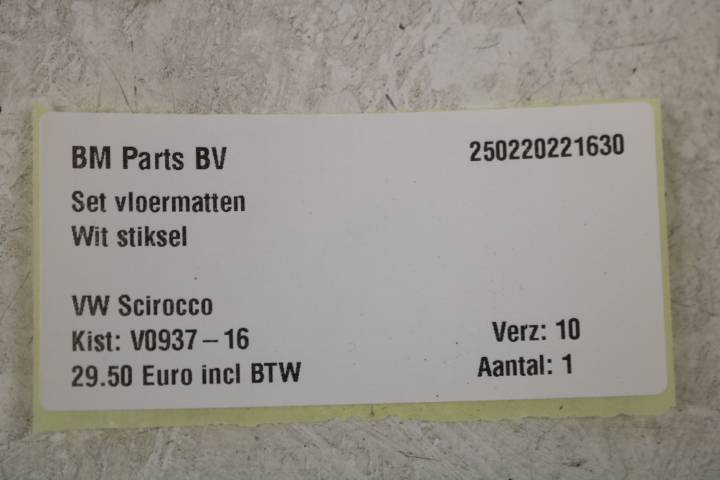 BM Parts BV
250220221630
Set vloermatten
Wit stiksel
VW Scirocco
Kist: V0937-16
Verz: 10
29.50 Euro incl BTW
Aantal: 1